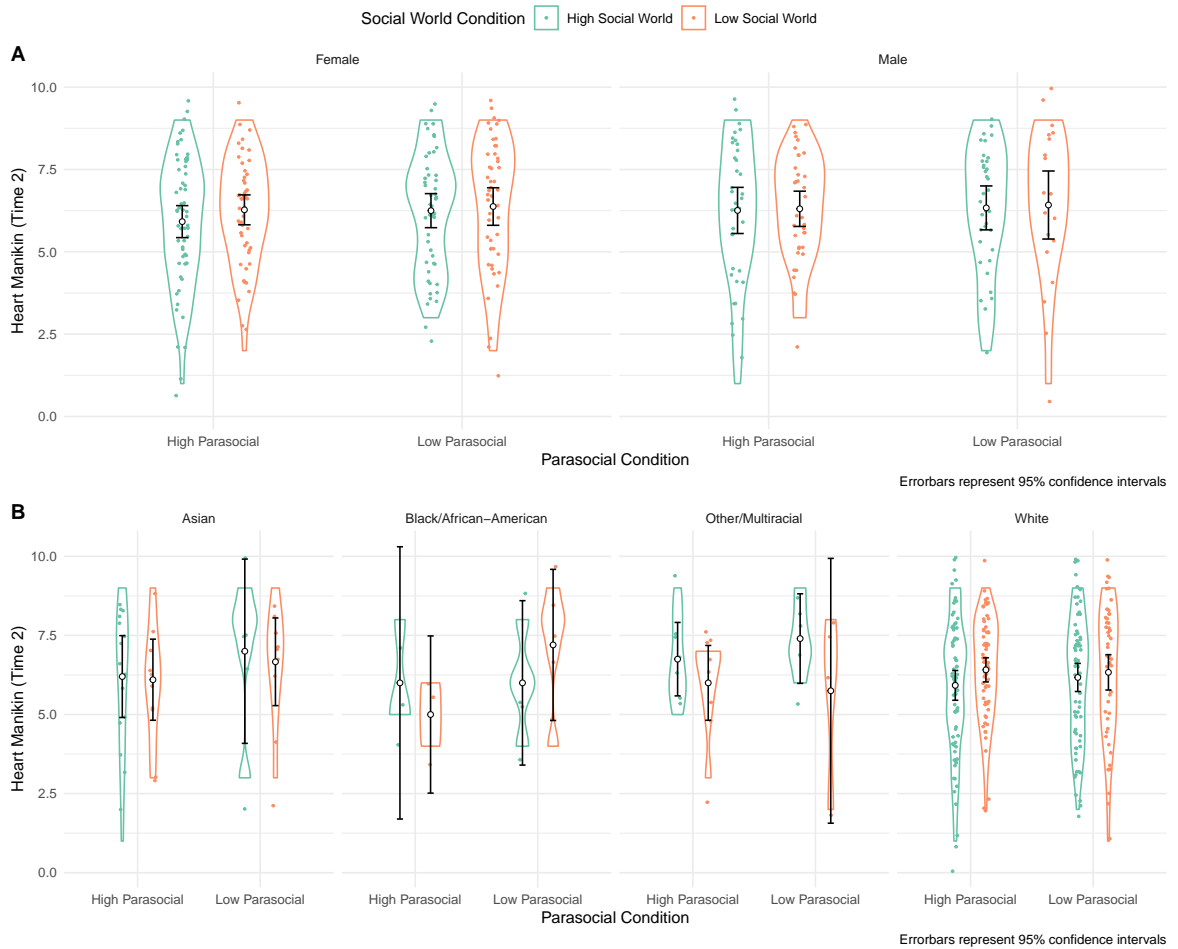 Social World Condition High Social World Low Social World
A
Female Male
10.0
7.5
5.0
2.5
0.0
Heart Manikin (Time 2)
High Parasocial Low Parasocial High Parasocial Low Parasocial
Parasocial Condition
Errorbars represent 95% confidence intervals
B
Asian Black/African−American Other/Multiracial White
10.0
7.5
5.0
2.5
0.0
Heart Manikin (Time 2)
High Parasocial Low Parasocial High Parasocial Low Parasocial High Parasocial Low Parasocial High Parasocial Low Parasocial
Parasocial Condition
Errorbars represent 95% confidence intervals